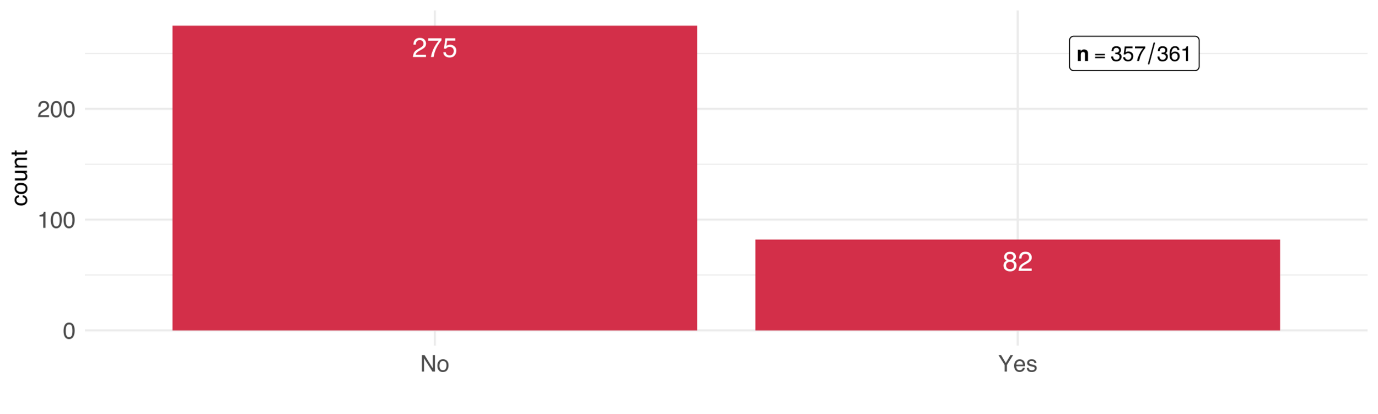 275
n = 357/361
200
count
100
82
0
No
Yes